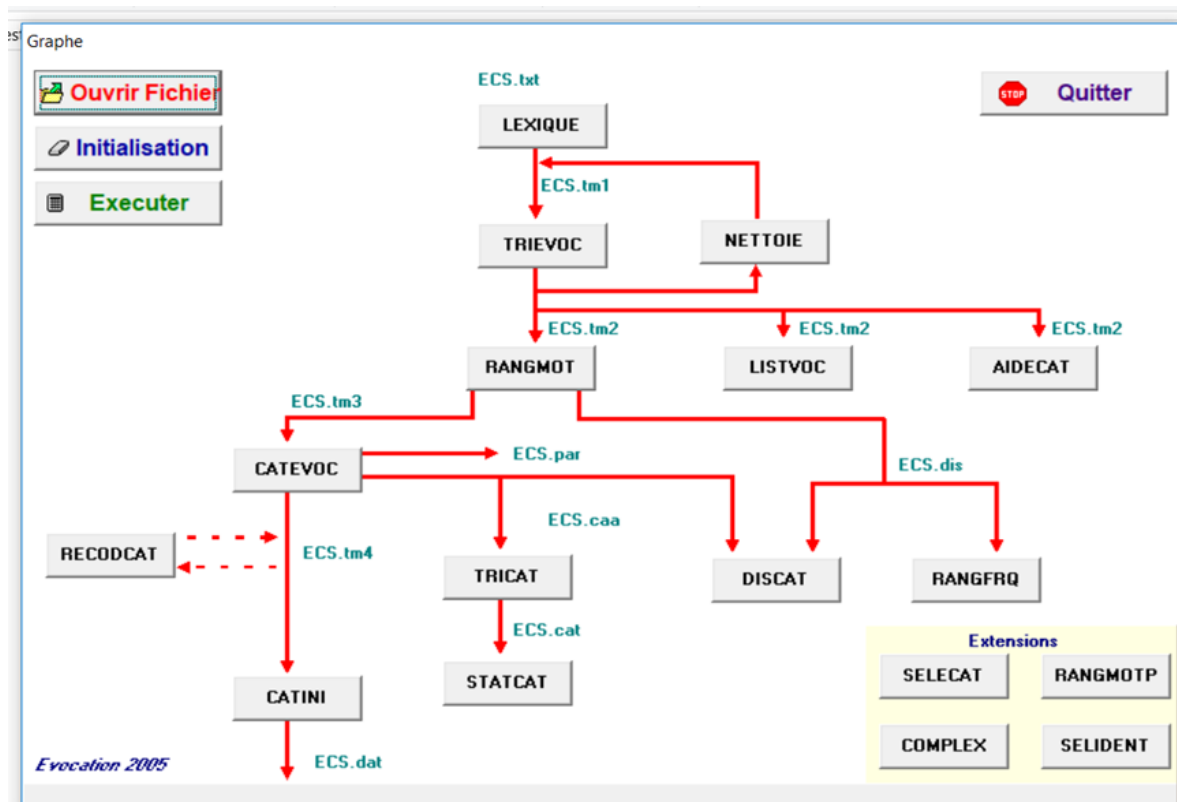 Graphe
Ouvrir Fichier
Initialisation
Executer
ECS.txt
STOP Quitter
LEXIQUE
ECS.tm1
TRIEVOC
NETTOIE
ECS.tm2
ECS.tm2
ECS.tm2
RANGMOT
LISTVOC
AIDECAT
ECS.tm3
ECS.par
CATEVOC
ECS.dis
ECS.caa
RECODCAT
ECS.tm4
TRICAT
DISCAT
RANGFRQ
ECS.cat
STATCAT
CATINI
ECS.dat
Extensions
SELECAT
RANGMOTP
COMPLEX
SELIDENT
Evocation 2005